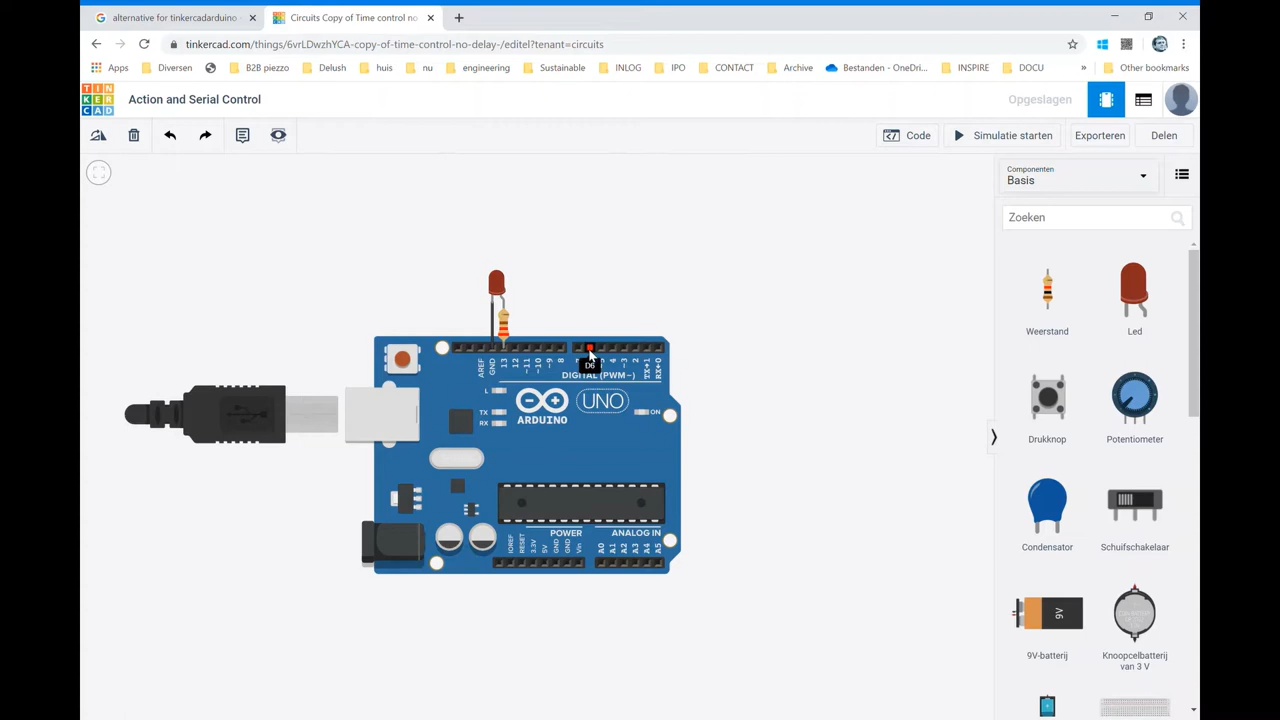 alternative for tinkercadarduino
Circuits Copy of Time control no
tinkercad.com/things/6vrLDwzhYCA-copy-of-time-control-no-delay-/editel?tenant=circuits
Apps
Diversen
B2B piezzo
Delush
huis
nu
engineering
Sustainable
INLOG
IPO
CONTACT
Archive
Bestanden - OneDri...
INSPIRE
DOCU
»
Other bookmarks
TIN
KER
CAD
Action and Serial Control
Opgeslagen
Code
Simulatie starten
Exporteren
Delen
Componenten
Basis
Zoeken
Weerstand
Led
Drukknop
Potentiometer
Condensator
Schuifschakelaar
9V
9V-batterij
Knoopcelbatterij
van 3 V
AREF
GND
13
12
~11
~10
~9
8
4
~3
2
TX→1
RX←0
D6
DIGITAL (PWM~)
L
TX
RX
ON
UNO
ARDUINO
POWER
ANALOG IN
IOREF
RESET
3.3V
5V
GND
GND
Vin
A0
A1
A2
A3
A4
A5